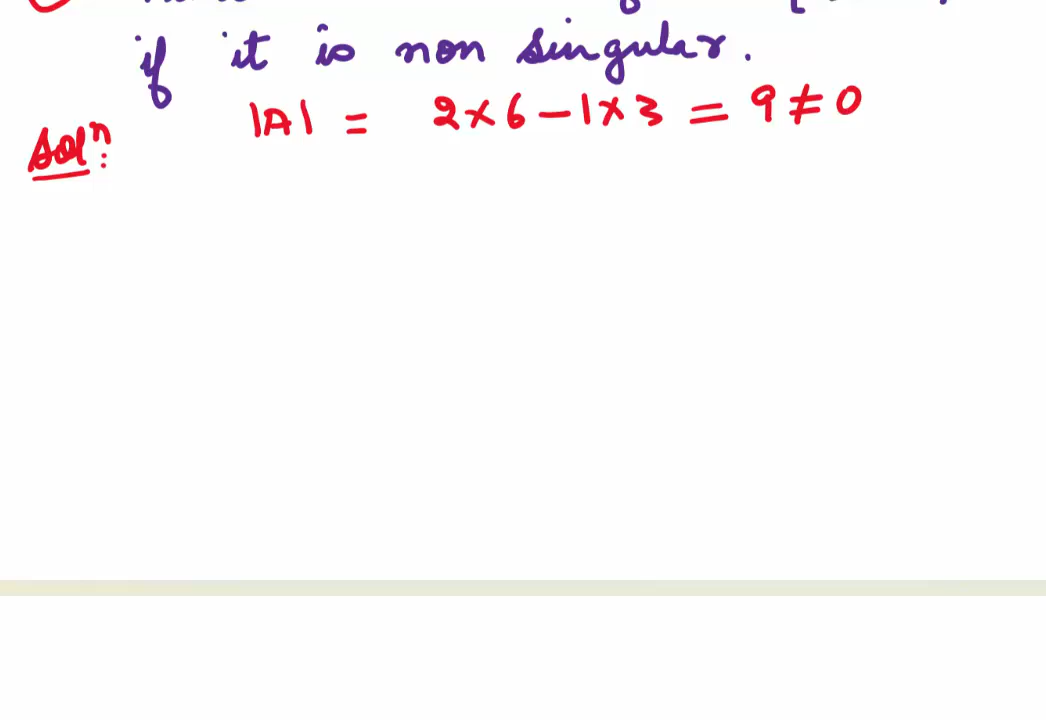 if it is non singular.
Solⁿ: |A| = 2×6-1×3 = 9≠0